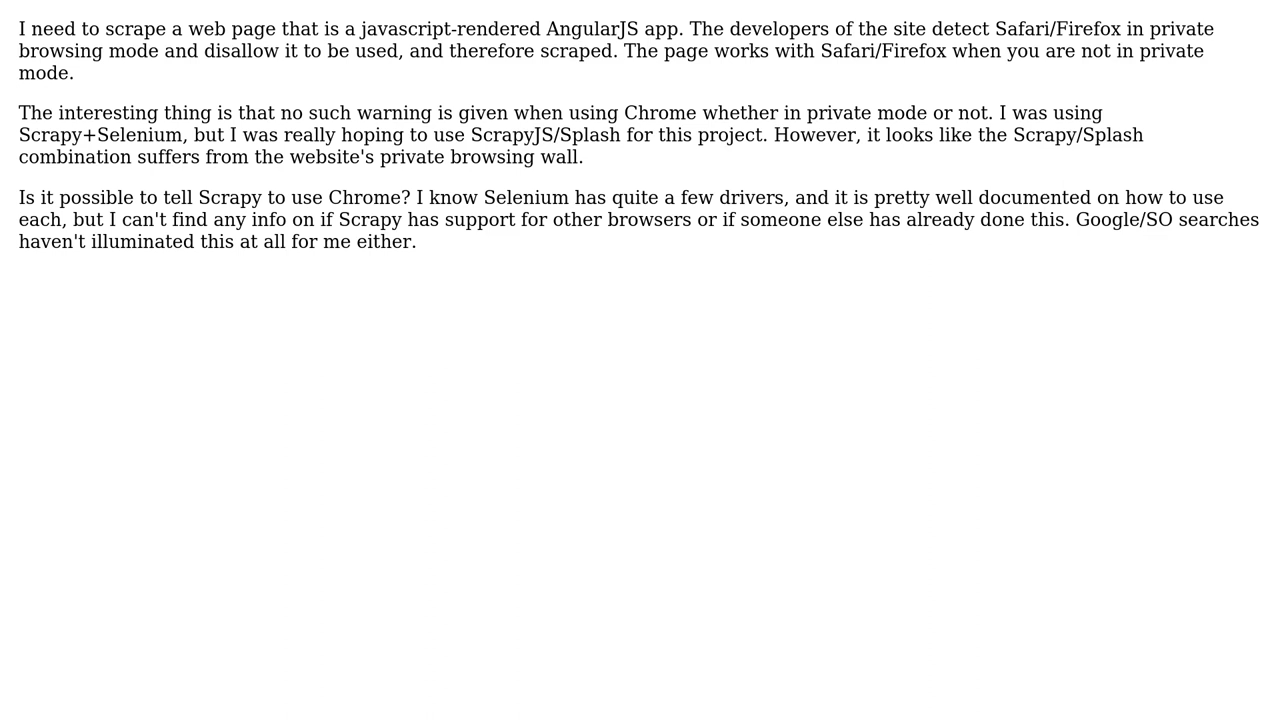 I need to scrape a web page that is a javascript-rendered AngularJS app. The developers of the site detect Safari/Firefox in private
browsing mode and disallow it to be used, and therefore scraped. The page works with Safari/Firefox when you are not in private
mode.
The interesting thing is that no such warning is given when using Chrome whether in private mode or not. I was using
Scrapy+Selenium, but I was really hoping to use ScrapyJS/Splash for this project. However, it looks like the Scrapy/Splash
combination suffers from the website's private browsing wall.
Is it possible to tell Scrapy to use Chrome? I know Selenium has quite a few drivers, and it is pretty well documented on how to use
each, but I can't find any info on if Scrapy has support for other browsers or if someone else has already done this. Google/SO searches
haven't illuminated this at all for me either.